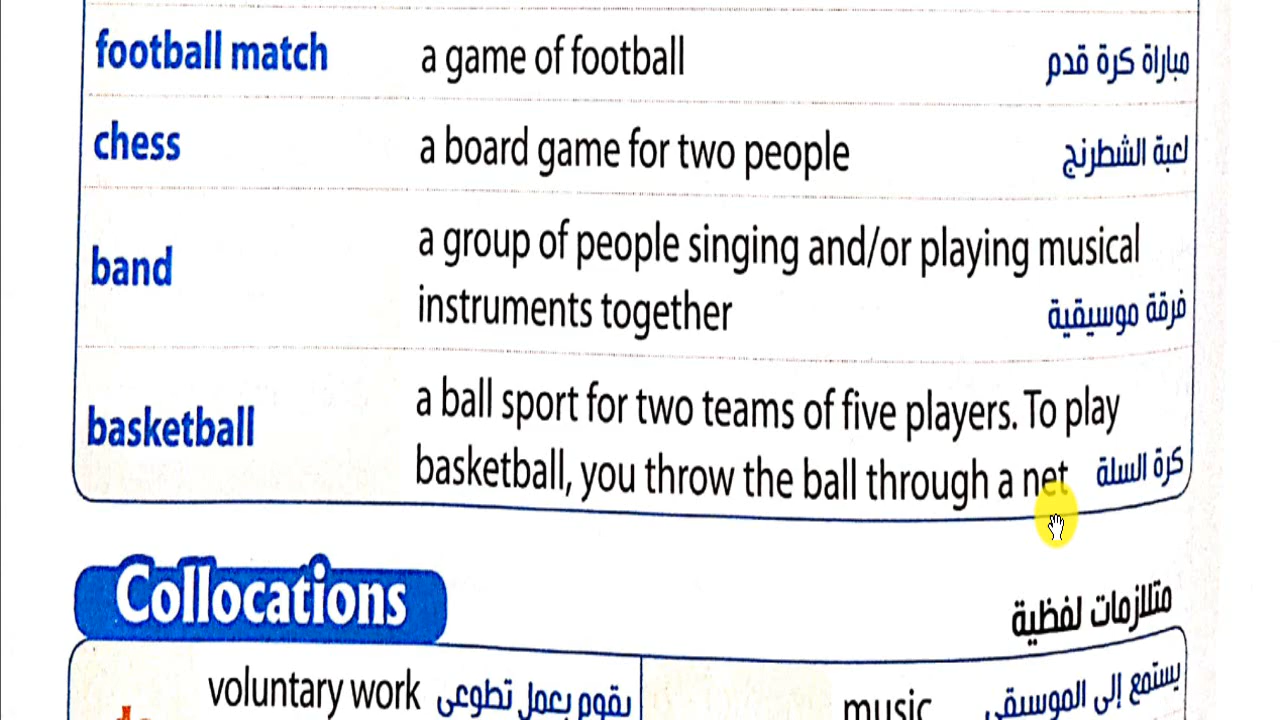 football match a game of football مباراة كرة قدم
chess a board game for two people لعبة الشطرنج
band a group of people singing and/or playing musical
instruments together فرقة موسيقية
basketball a ball sport for two teams of five players. To play
basketball, you throw the ball through a net كرة السلة
Collocations متلازمات لفظية
voluntary work يقوم بعمل تطوعى
music يستمع إلى الموسيقى